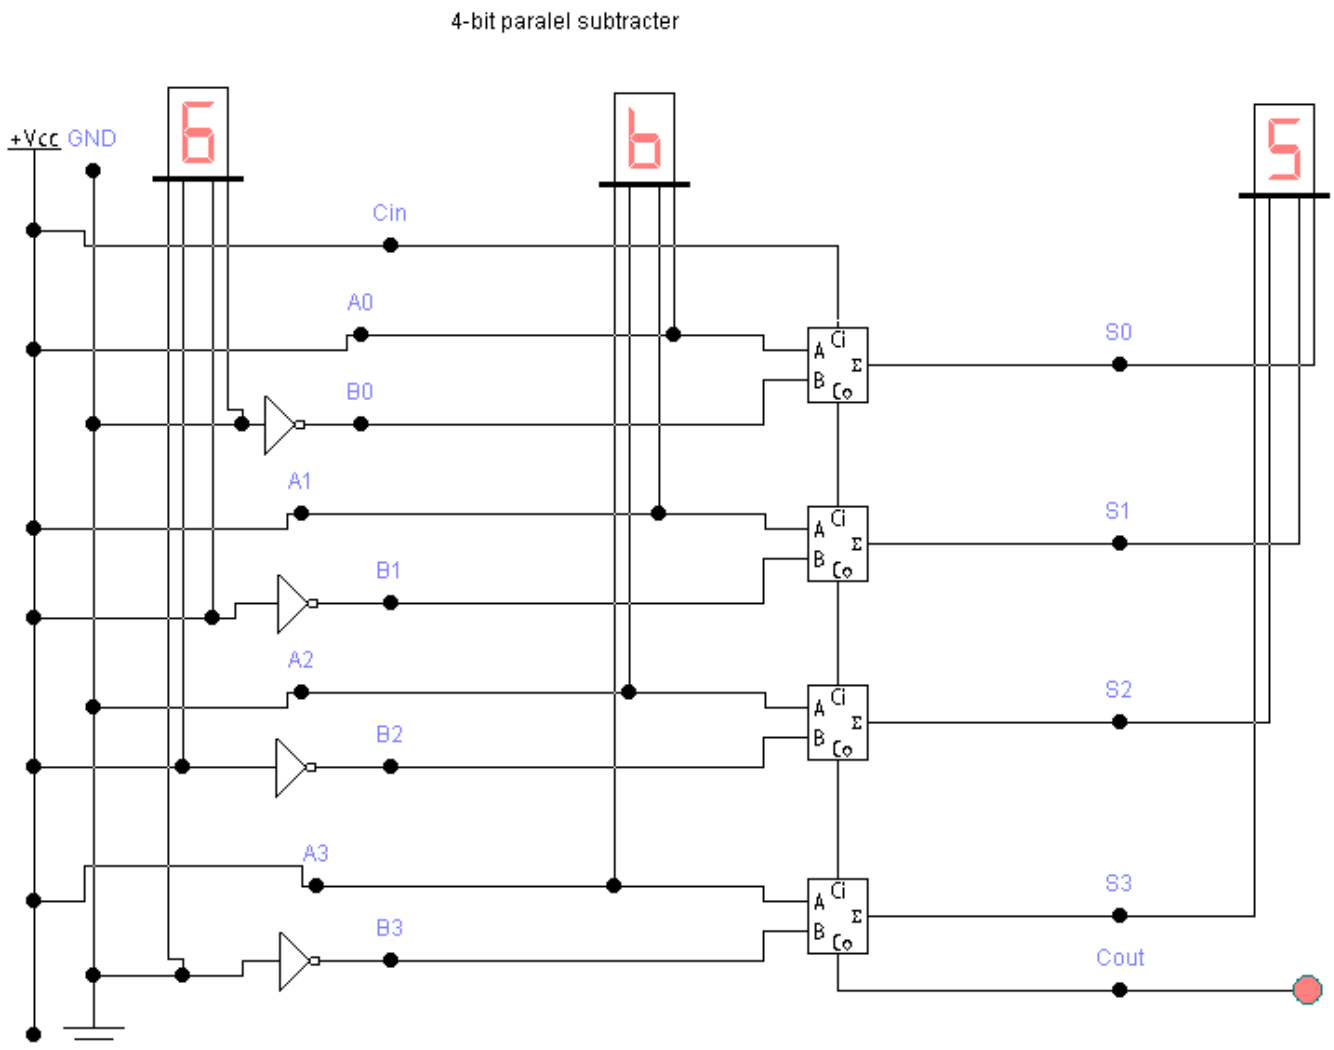 4-bit paralel subtracter
6
b
5
+Vcc GND
Cin
A0
S0
Ci
A
Σ
B
Co
B0
A1
S1
Ci
A
Σ
B
Co
B1
A2
S2
Ci
A
Σ
B
Co
B2
A3
S3
Ci
A
Σ
B
Co
B3
Cout